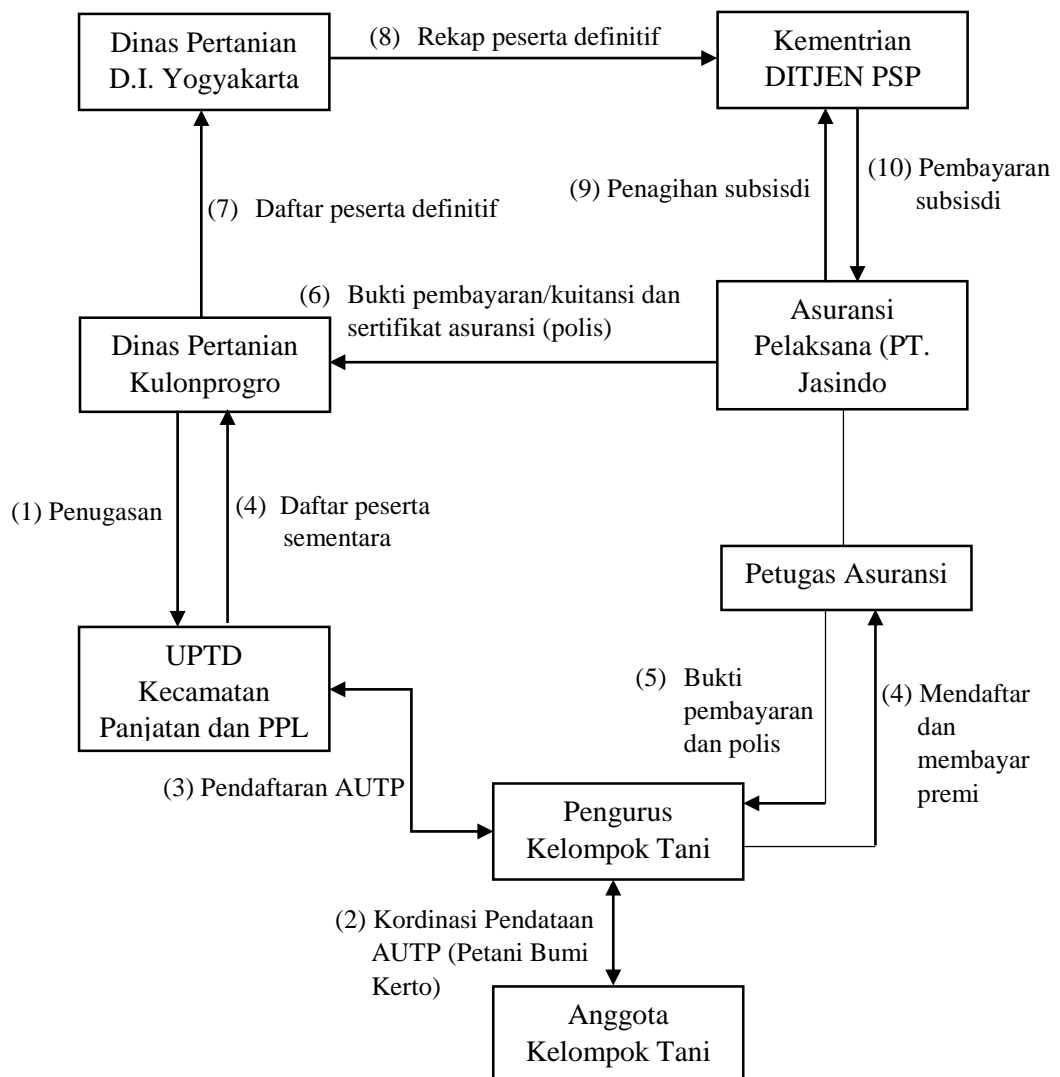 Dinas Pertanian
D.I. Yogyakarta
(8) Rekap peserta definitif
Kementrian
DITJEN PSP
(7) Daftar peserta definitif
(9) Penagihan subsisdi
(10) Pembayaran
subsisdi
(6) Bukti pembayaran/kuitansi dan
sertifikat asuransi (polis)
Dinas Pertanian
Kulonprogro
Asuransi
Pelaksana (PT.
Jasindo
(1) Penugasan
(4) Daftar peserta
sementara
Petugas Asuransi
UPTD
Kecamatan
Panjatan dan PPL
(5) Bukti
pembayaran
dan polis
(4) Mendaftar
dan
membayar
premi
(3) Pendaftaran AUTP
Pengurus
Kelompok Tani
(2) Kordinasi Pendataan
AUTP (Petani Bumi
Kerto)
Anggota
Kelompok Tani